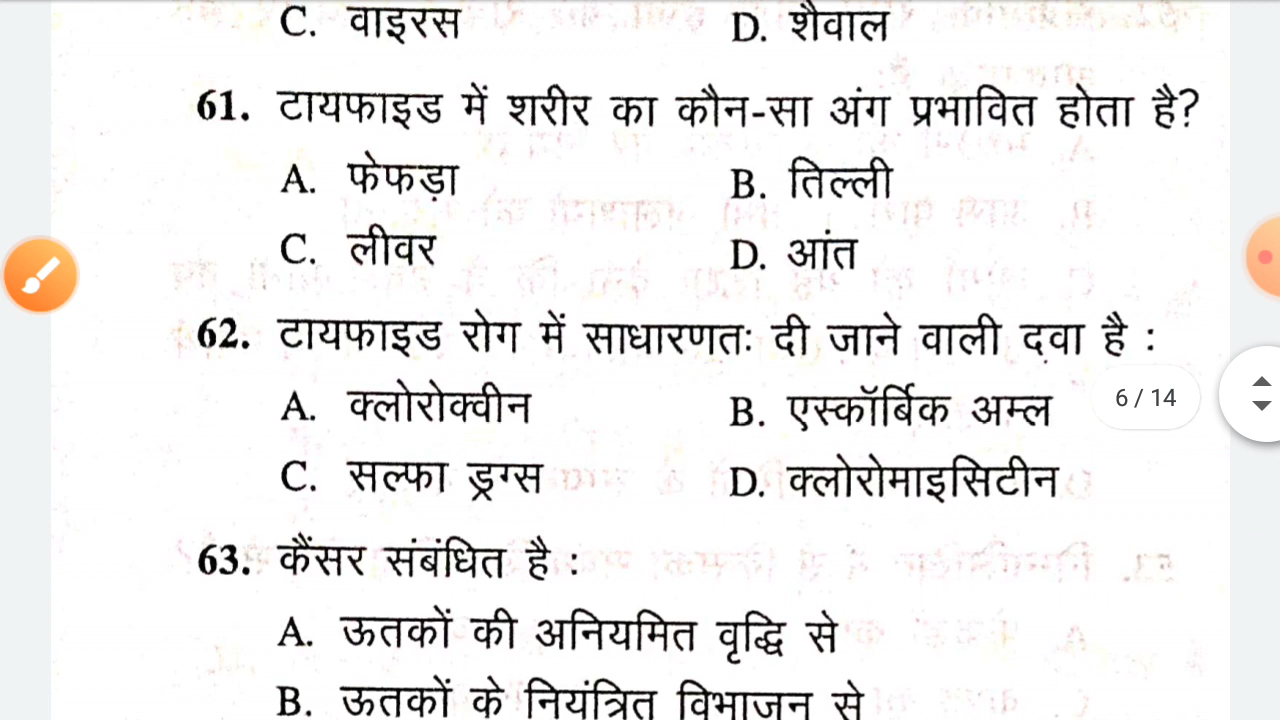 C. वाइरस D. शैवाल
61. टायफाइड में शरीर का कौन-सा अंग प्रभावित होता है?
A. फेफड़ा B. तिल्ली
C. लीवर D. आंत
62. टायफाइड रोग में साधारणतः दी जाने वाली दवा है :
A. क्लोरोक्वीन B. एस्कॉर्बिक अम्ल
6 / 14
C. सल्फा ड्रग्स D. क्लोरोमाइसिटीन
63. कैंसर संबंधित है :
A. ऊतकों की अनियमित वृद्धि से
B. ऊतकों के नियंत्रित विभाजन से